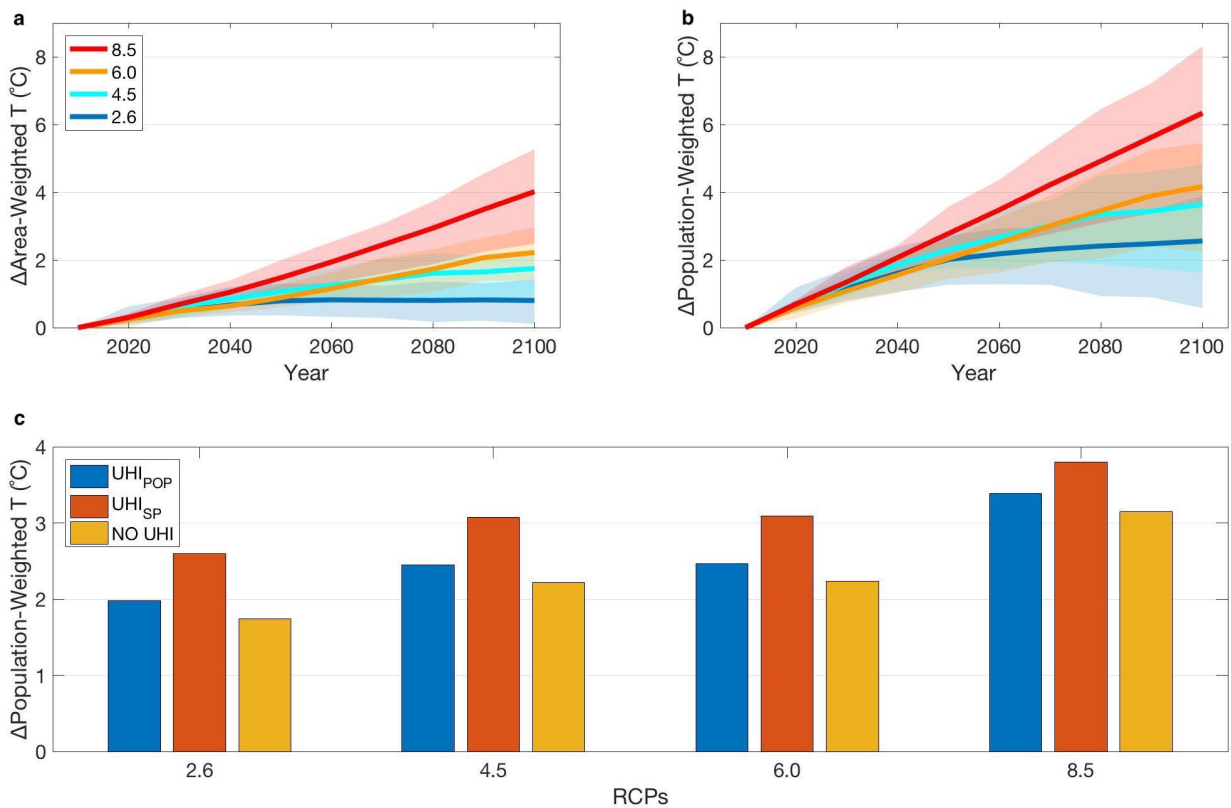 a
ΔArea-Weighted T (℃)
8
6
4
2
0
8.5
6.0
4.5
2.6
2020 2040 2060 2080 2100
Year
b
ΔPopulation-Weighted T (℃)
8
6
4
2
0
2020 2040 2060 2080 2100
Year
c
ΔPopulation-Weighted T (℃)
4
3
2
1
0
UHI_POP
UHI_SP
NO UHI
2.6 4.5 6.0 8.5
RCPs